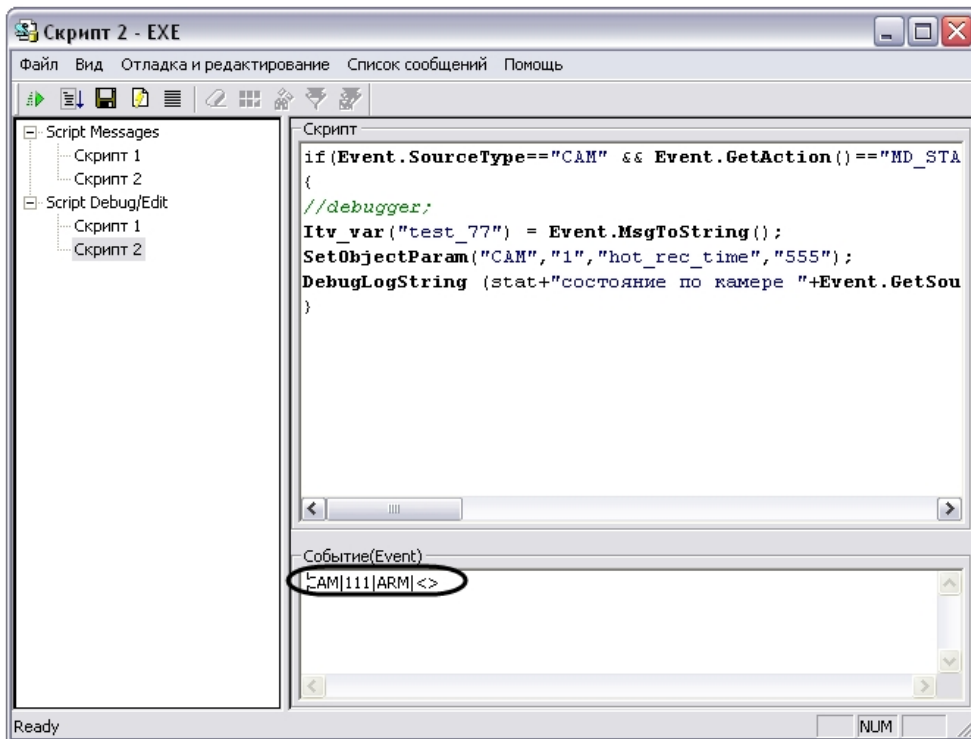 Скрипт 2 - EXE
Файл Вид Отладка и редактирование Список сообщений Помощь
Script Messages
Скрипт 1
Скрипт 2
Script Debug/Edit
Скрипт 1
Скрипт 2
Скрипт
if(Event.SourceType=="CAM" && Event.GetAction()=="MD_STA
{
//debugger;
Itv_var("test_77") = Event.MsgToString();
SetObjectParam("CAM","1","hot_rec_time","555");
DebugLogString (stat+"состояние по камере "+Event.GetSou
}
Событие(Event)
CAM|111|ARM|<>
Ready NUM